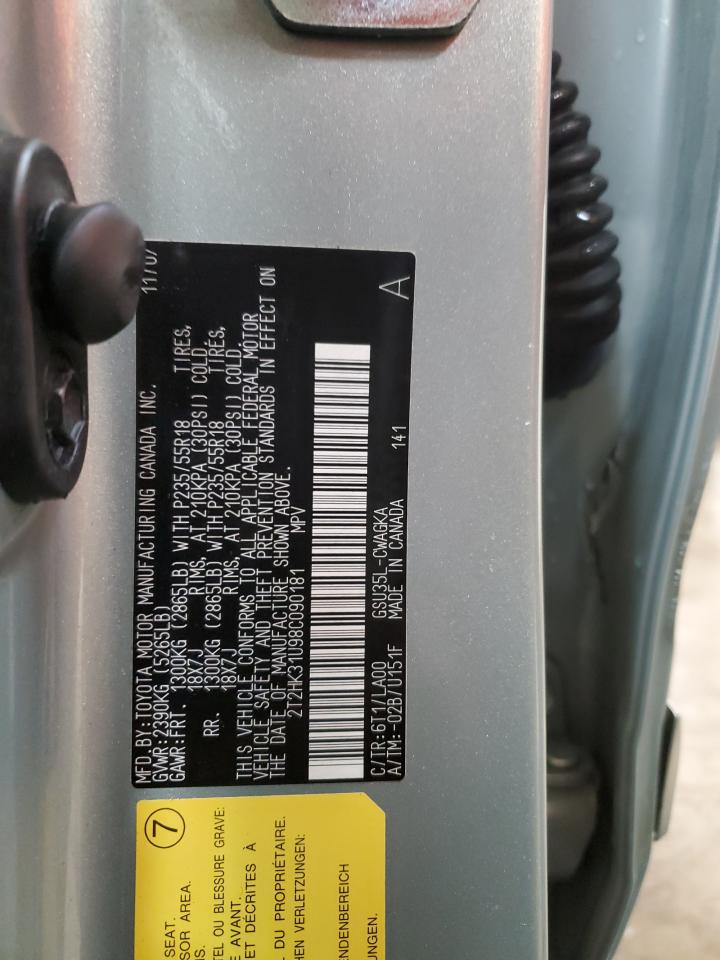 MFD. BY: TOYOTA MOTOR MANUFACTURING CANADA INC. 11/07
GVWR: 2390KG (5265LB)
GAWR: FRT. 1300KG (2865LB) WITH P235/55R18 TIRES,
18X7J RIMS, AT 210KPA (30PSI) COLD.
RR. 1300KG (2865LB) WITH P235/55R18 TIRES,
18X7J RIMS, AT 210KPA (30PSI) COLD.
THIS VEHICLE CONFORMS TO ALL APPLICABLE FEDERAL MOTOR
VEHICLE SAFETY AND THEFT PREVENTION STANDARDS IN EFFECT ON
THE DATE OF MANUFACTURE SHOWN ABOVE.
2T2HK31U98C090181 MPV
C/TR: 6T1/LA00 GSU35L-CWAGKA
A/TM: -02B/U151F MADE IN CANADA 141
A
7
SEAT.
AREA.
TEL OU BLESSURE GRAVE:
E AVANT.
ET DÉCRITES À
L DU PROPRIÉTAIRE.
HEN VERLETZUNGEN:
ENDENBEREICH
UNGEN.